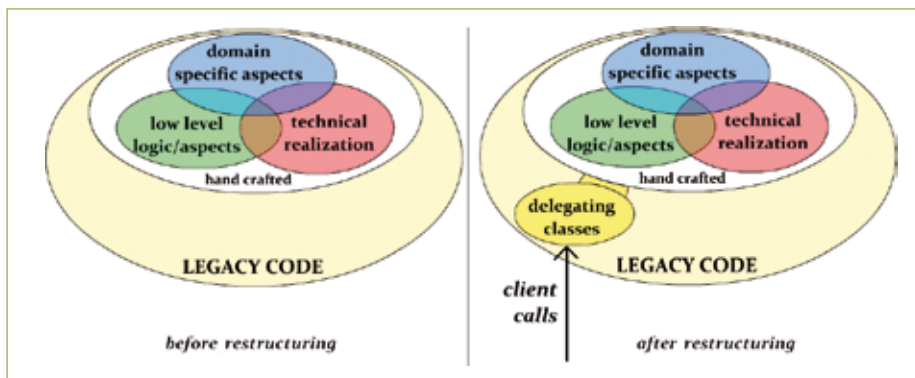 domain
specific aspects
low level
logic/aspects
technical
realization
hand crafted
LEGACY CODE
before restructuring
domain
specific aspects
low level
logic/aspects
technical
realization
hand crafted
delegating
classes
LEGACY CODE
client
calls
after restructuring